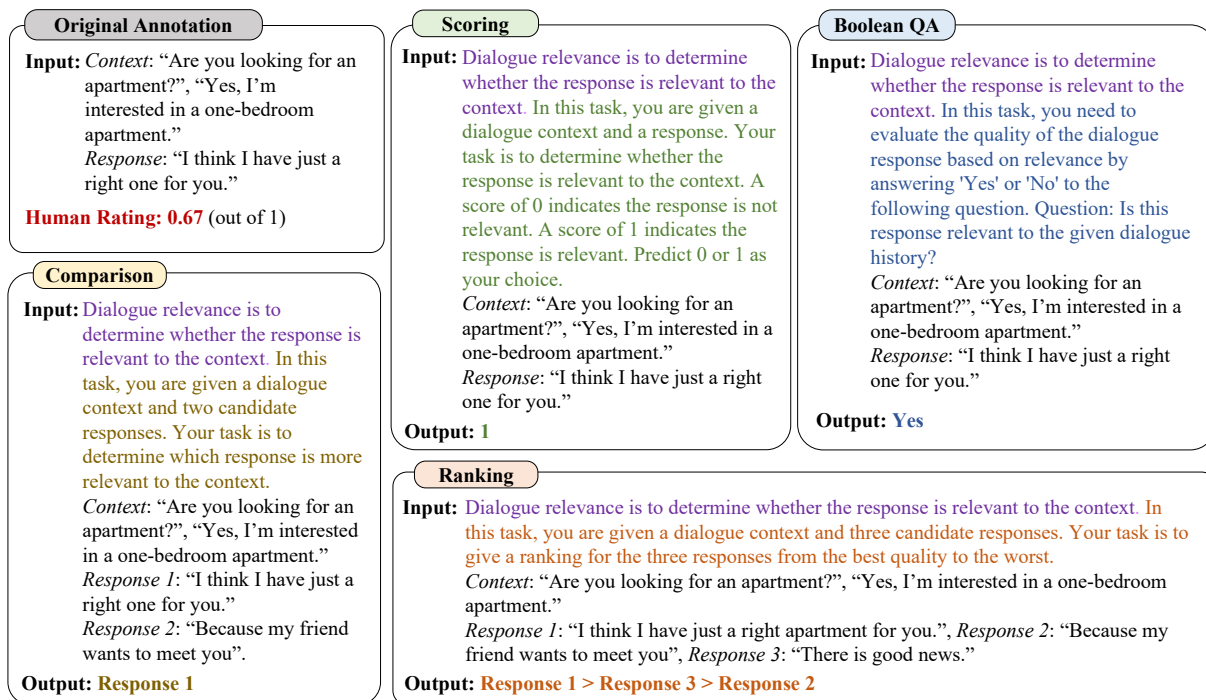 Original Annotation
Input: Context: “Are you looking for an
apartment?”, “Yes, I’m
interested in a one-bedroom
apartment.”
Response: “I think I have just a
right one for you.”
Human Rating: 0.67 (out of 1)
Comparison
Input: Dialogue relevance is to
determine whether the response is
relevant to the context. In this
task, you are given a dialogue
context and two candidate
responses. Your task is to
determine which response is more
relevant to the context.
Context: “Are you looking for an
apartment?”, “Yes, I’m interested
in a one-bedroom apartment.”
Response 1: “I think I have just a
right one for you.”
Response 2: “Because my friend
wants to meet you”.
Output: Response 1
Scoring
Input: Dialogue relevance is to determine
whether the response is relevant to the
context. In this task, you are given a
dialogue context and a response. Your
task is to determine whether the
response is relevant to the context. A
score of 0 indicates the response is not
relevant. A score of 1 indicates the
response is relevant. Predict 0 or 1 as
your choice.
Context: “Are you looking for an
apartment?”, “Yes, I’m interested in a
one-bedroom apartment.”
Response: “I think I have just a right
one for you.”
Output: 1
Boolean QA
Input: Dialogue relevance is to determine
whether the response is relevant to the
context. In this task, you need to
evaluate the quality of the dialogue
response based on relevance by
answering 'Yes' or 'No' to the
following question. Question: Is this
response relevant to the given dialogue
history?
Context: “Are you looking for an
apartment?”, “Yes, I’m interested in a
one-bedroom apartment.”
Response: “I think I have just a right
one for you.”
Output: Yes
Ranking
Input: Dialogue relevance is to determine whether the response is relevant to the context. In
this task, you are given a dialogue context and three candidate responses. Your task is to
give a ranking for the three responses from the best quality to the worst.
Context: “Are you looking for an apartment?”, “Yes, I’m interested in a one-bedroom
apartment.”
Response 1: “I think I have just a right apartment for you.”, Response 2: “Because my
friend wants to meet you”, Response 3: “There is good news.”
Output: Response 1 > Response 3 > Response 2